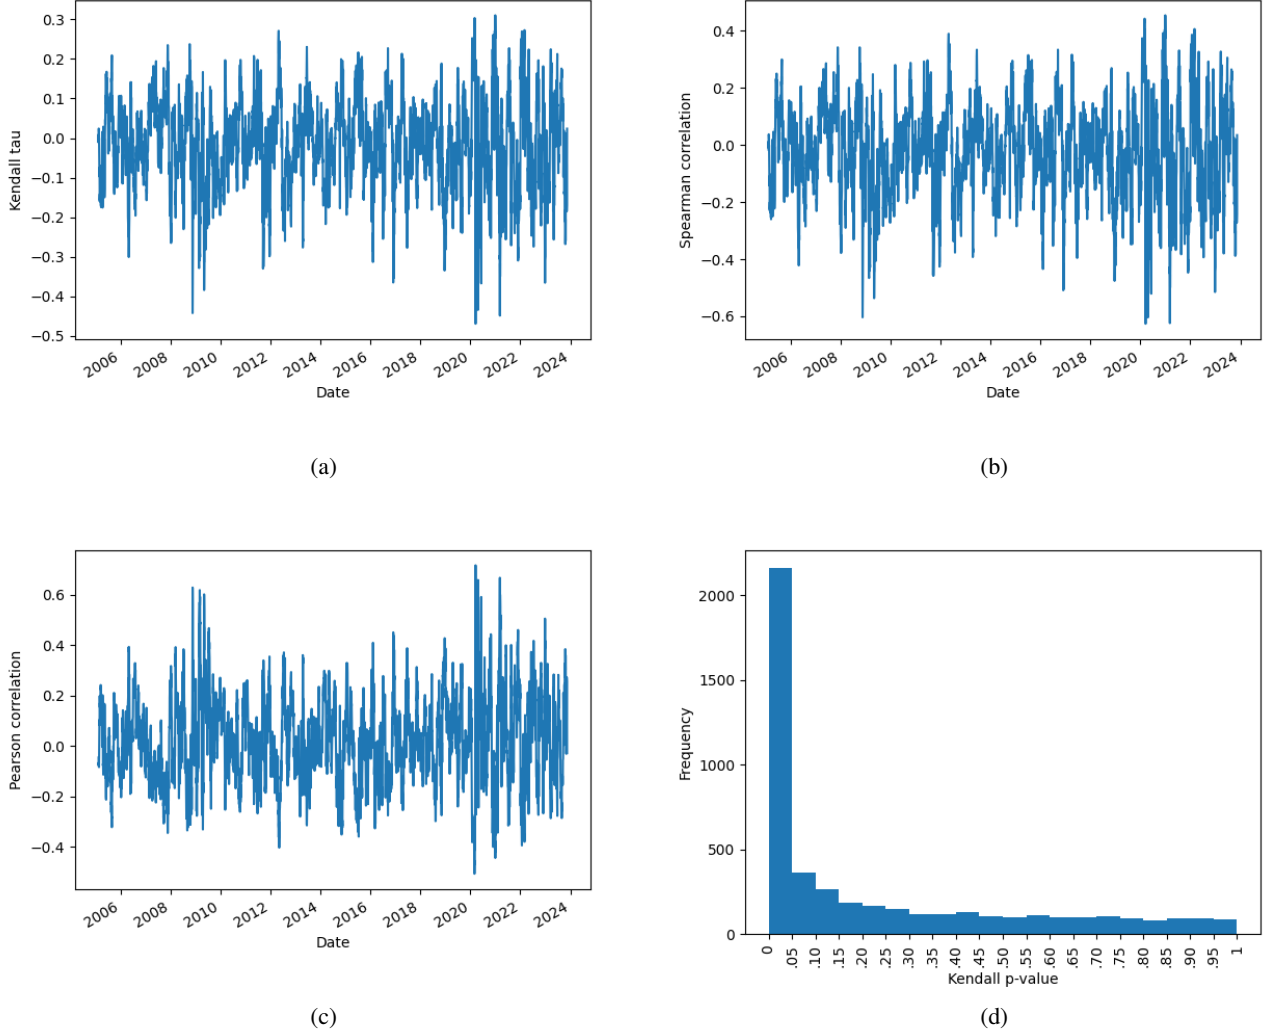 0.3
0.2
0.1
0.0
−0.1
−0.2
−0.3
−0.4
−0.5
Kendall tau
2006 2008 2010 2012 2014 2016 2018 2020 2022 2024
Date
(a)
0.4
0.2
0.0
−0.2
−0.4
−0.6
Spearman correlation
2006 2008 2010 2012 2014 2016 2018 2020 2022 2024
Date
(b)
0.6
0.4
0.2
0.0
−0.2
−0.4
Pearson correlation
2006 2008 2010 2012 2014 2016 2018 2020 2022 2024
Date
(c)
2000
1500
1000
500
0
Frequency
0 .05 .10 .15 .20 .25 .30 .35 .40 .45 .50 .55 .60 .65 .70 .75 .80 .85 .90 .95 1
Kendall p-value
(d)